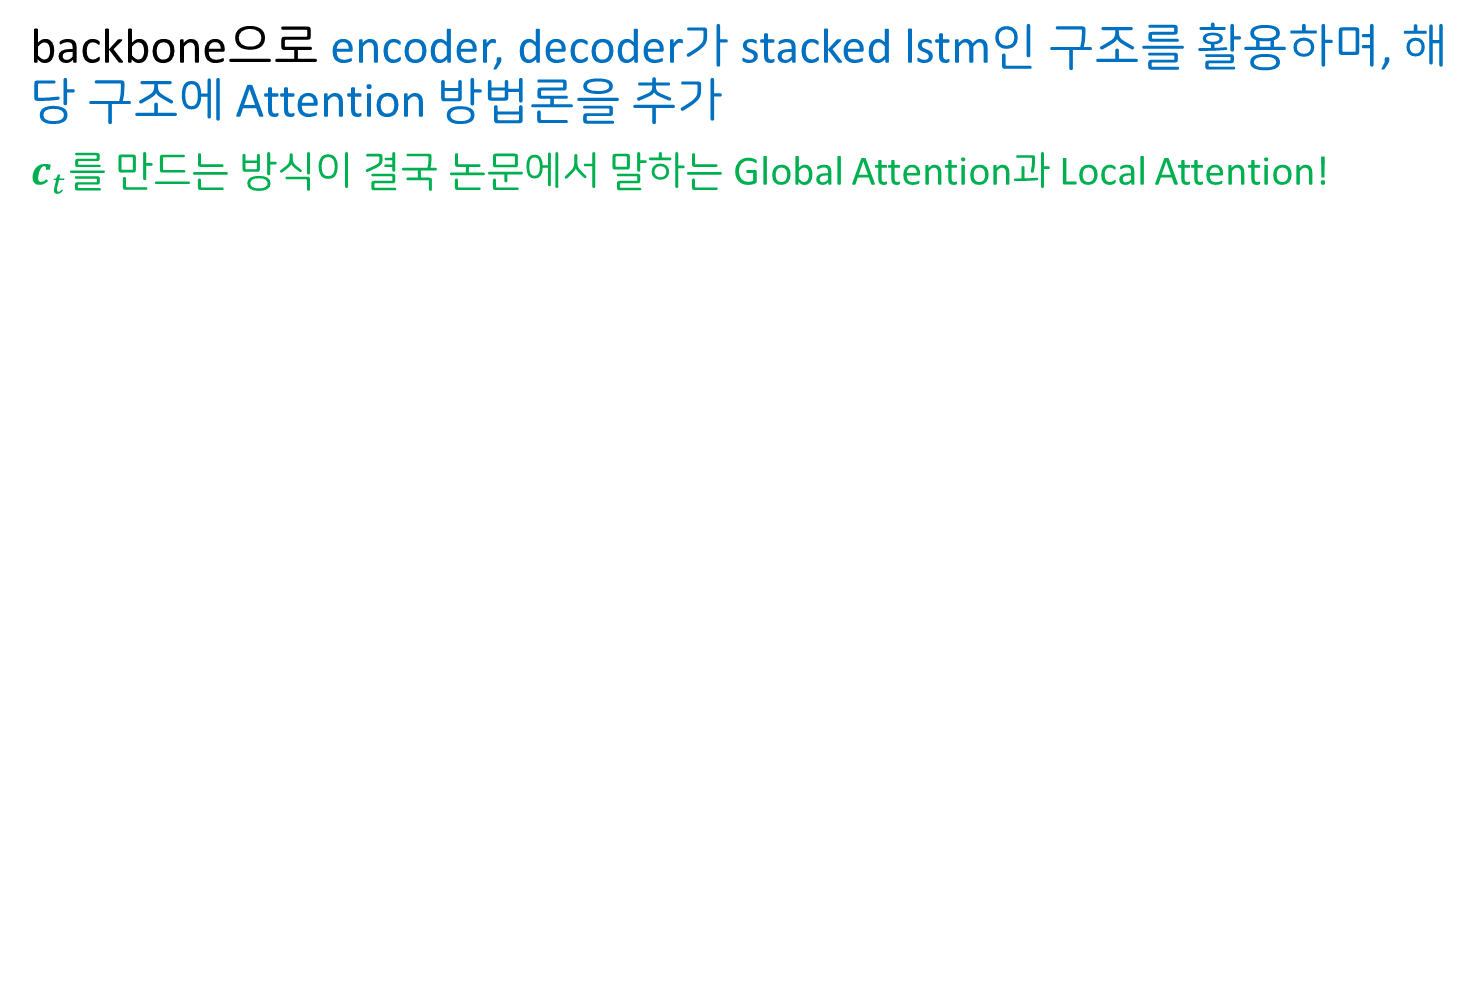 backbone으로 encoder, decoder가 stacked lstm인 구조를 활용하며, 해
당 구조에 Attention 방법론을 추가
𝒄𝑡를 만드는 방식이 결국 논문에서 말하는 Global Attention과 Local Attention!